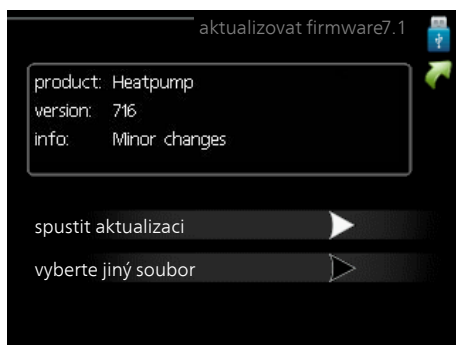 aktualizovat firmware7.1
product: Heatpump
version: 716
info: Minor changes
spustit aktualizaci
vyberte jiný soubor